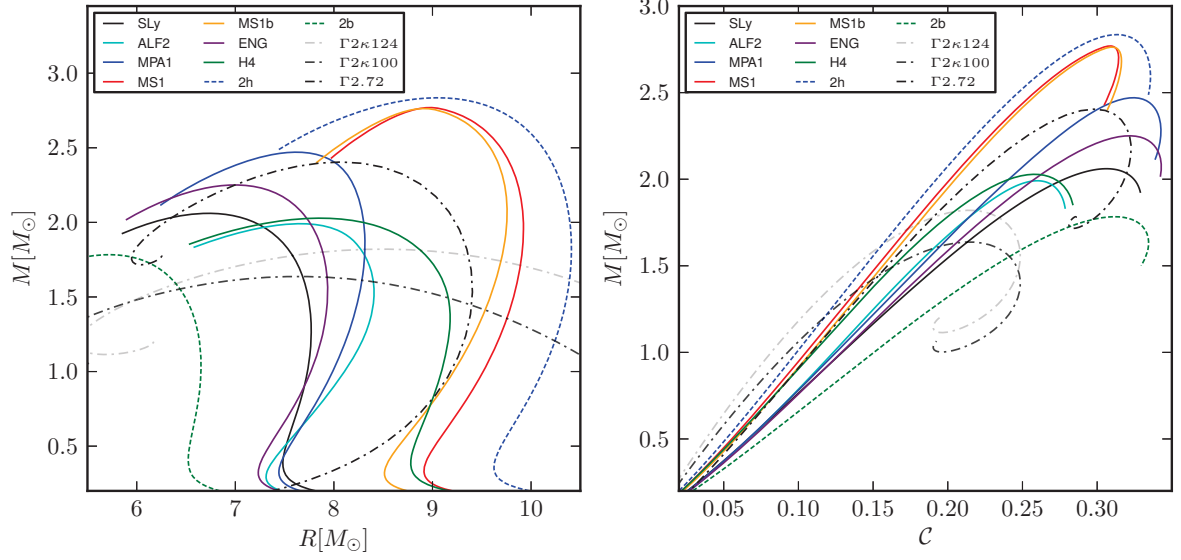 SLy MS1b 2b
ALF2 ENG Γ2κ124
MPA1 H4 Γ2κ100
MS1 2h Γ2.72
3.0
2.5
2.0
1.5
1.0
0.5
M[M⊙]
6 7 8 9 10
R[M⊙]
SLy MS1b 2b
ALF2 ENG Γ2κ124
MPA1 H4 Γ2κ100
MS1 2h Γ2.72
3.0
2.5
2.0
1.5
1.0
0.5
M[M⊙]
0.05 0.10 0.15 0.20 0.25 0.30
𝒞